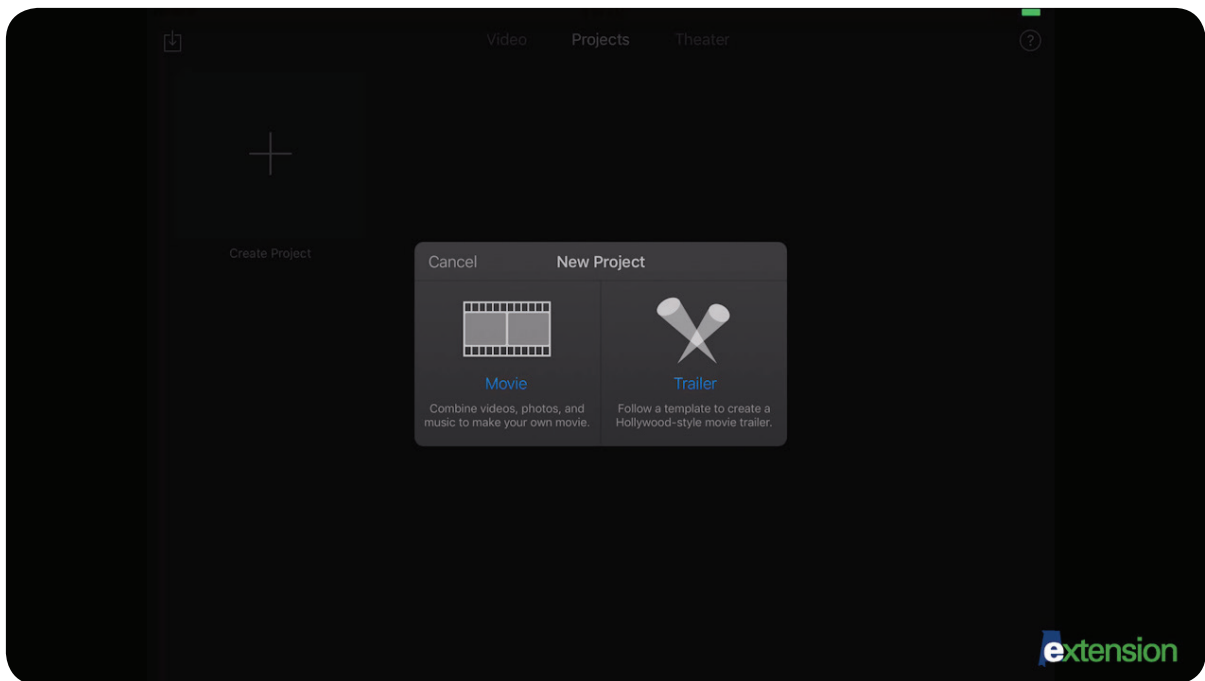 Video Projects Theater
?
Create Project
Cancel New Project
Movie
Combine videos, photos, and
music to make your own movie.
Trailer
Follow a template to create a
Hollywood-style movie trailer.
extension